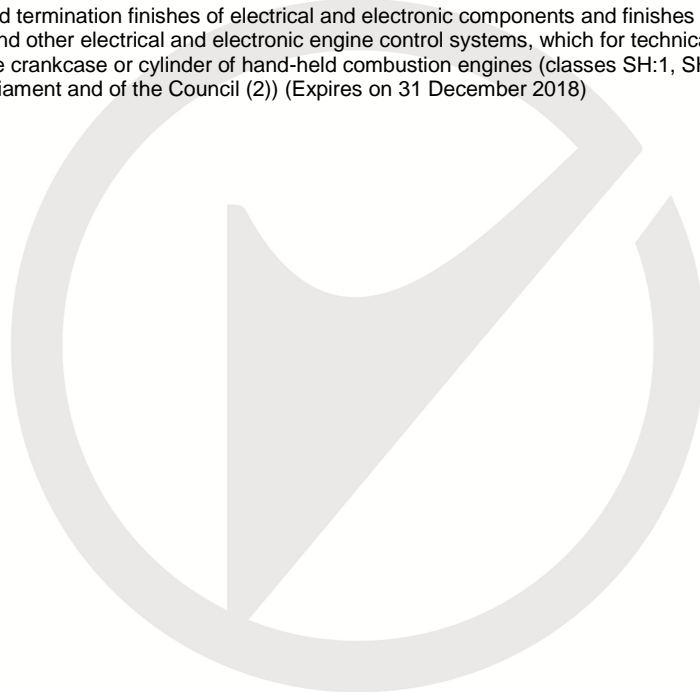 d termination finishes of electrical and electronic components and finishes
nd other electrical and electronic engine control systems, which for technica
e crankcase or cylinder of hand-held combustion engines (classes SH:1, SH
iament and of the Council (2)) (Expires on 31 December 2018)